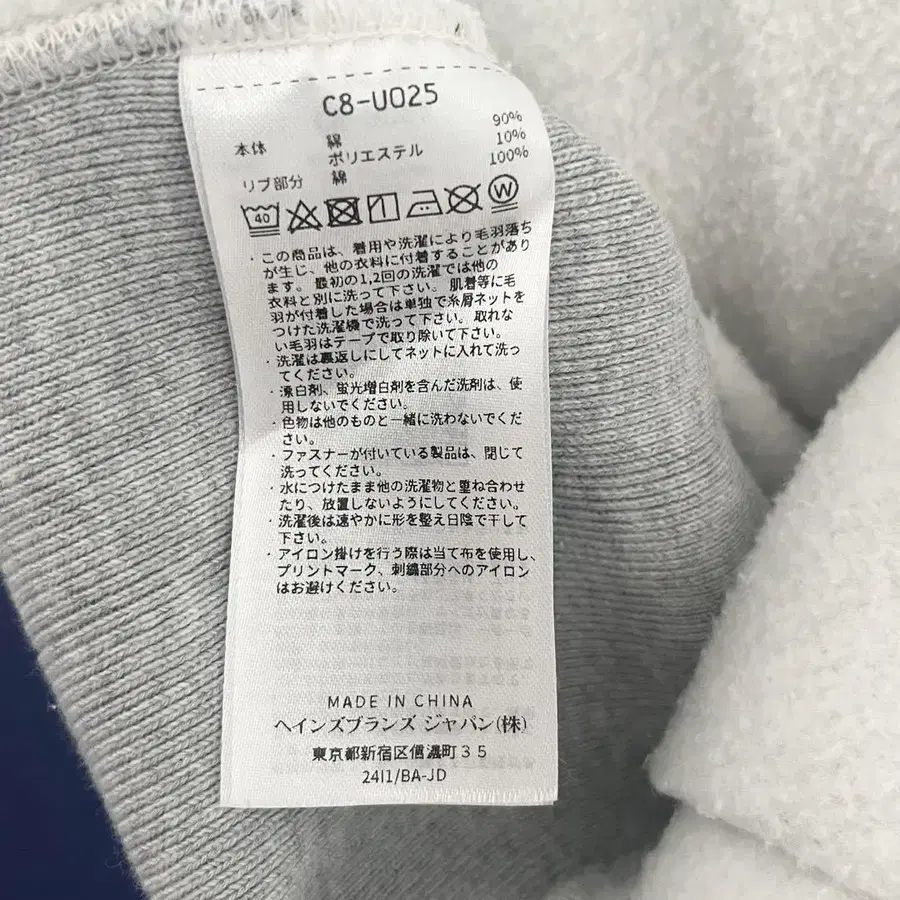 C8-U025
本体 綿 90%
ポリエステル 10%
リブ部分 綿 100%
40 W
・この商品は、着用や洗濯により毛羽落ち
が生じ、他の衣料に付着することがあり
ます。最初の1,2回の洗濯では他の
衣料と別に洗って下さい。肌着等に毛
羽が付着した場合は単独で糸屑ネットを
つけた洗濯機で洗って下さい。取れな
い毛羽はテープで取り除いて下さい。
・洗濯は裏返しにしてネットに入れて洗っ
てください。
・漂白剤、蛍光増白剤を含んだ洗剤は、使
用しないでください。
・色物は他のものと一緒に洗わないでくだ
さい。
・ファスナーが付いている製品は、閉じて
洗ってください。
・水につけたまま他の洗濯物と重ね合わせ
たり、放置しないようにしてください。
・洗濯後は速やかに形を整え日陰で干して
下さい。
・アイロン掛けを行う際は当て布を使用し、
プリントマーク、刺繍部分へのアイロン
はお避けください。
MADE IN CHINA
ヘインズブランズ ジャパン(株)
東京都新宿区信濃町35
24I1/BA-JD